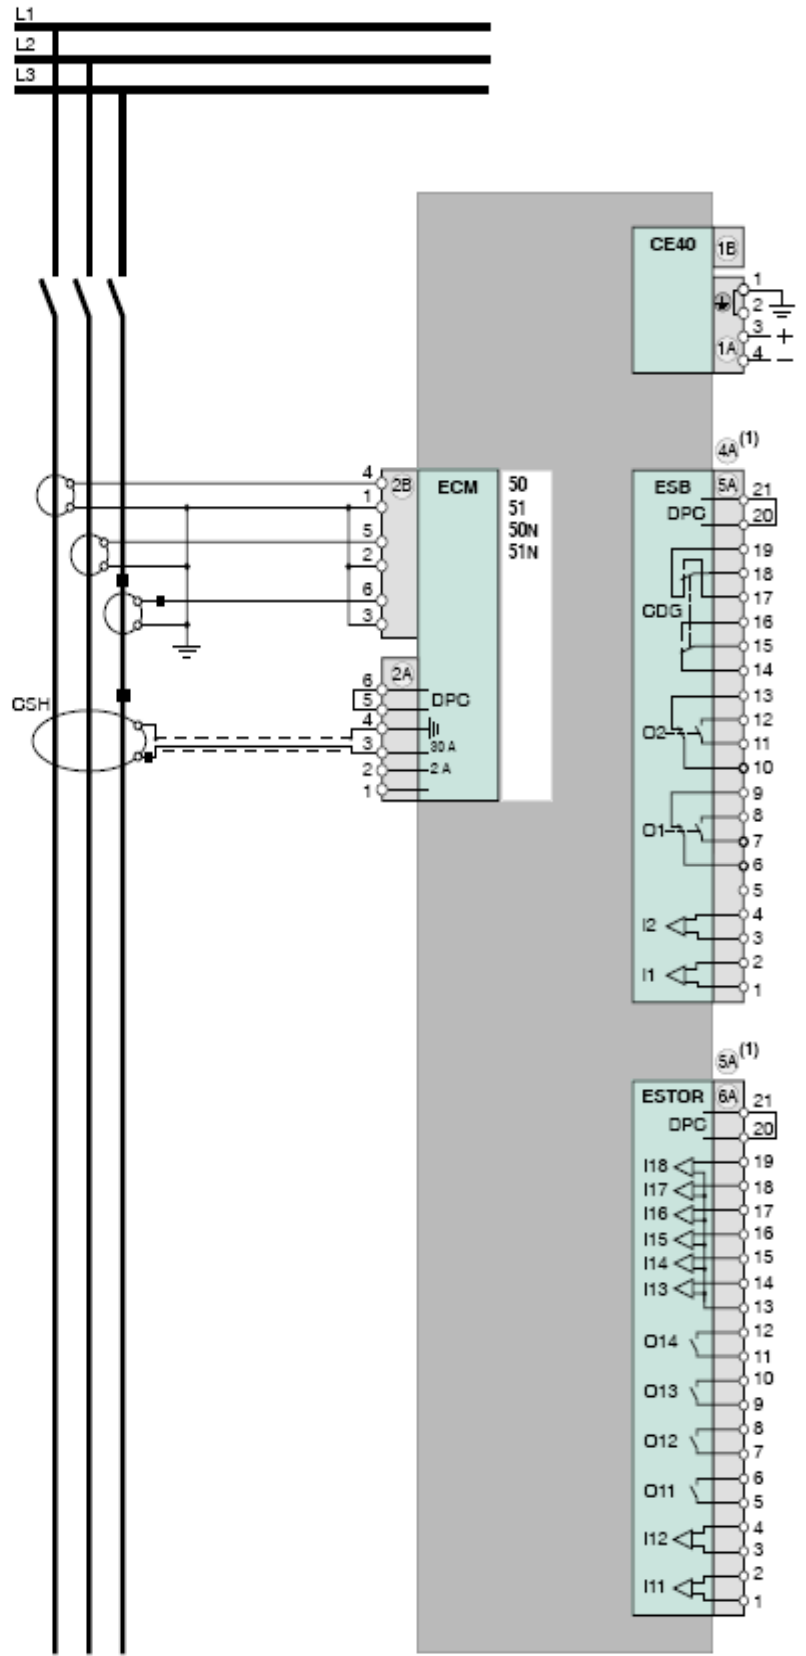 L1
L2
L3
CE40 1B
1
2
3 +
1A 4 –
4A (1)
4 2B ECM 50
1 51
5 50N
2 51N
6
3
ESB 5A 21
DPC 20
19
18
CDG 17
16
15
14
13
O2 12
11
10
9
O1 8
7
6
5
I2 4
3
I1 2
1
CSH
2A
6 DPC
5
4
3 30 A
2 2 A
1
5A (1)
ESTOR 6A 21
DPC 20
I18 19
I17 18
I16 17
I15 16
I14 15
I13 14
13
O14 12
11
O13 10
9
O12 8
7
O11 6
5
I12 4
3
I11 2
1